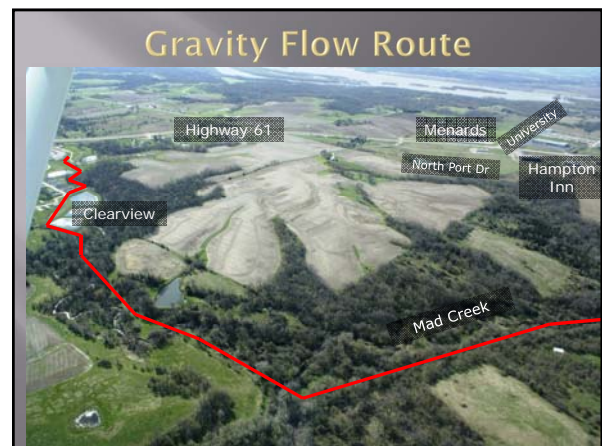 Gravity Flow Route
Highway 61
Menards
University
North Port Dr
Hampton
Inn
Clearview
Mad Creek